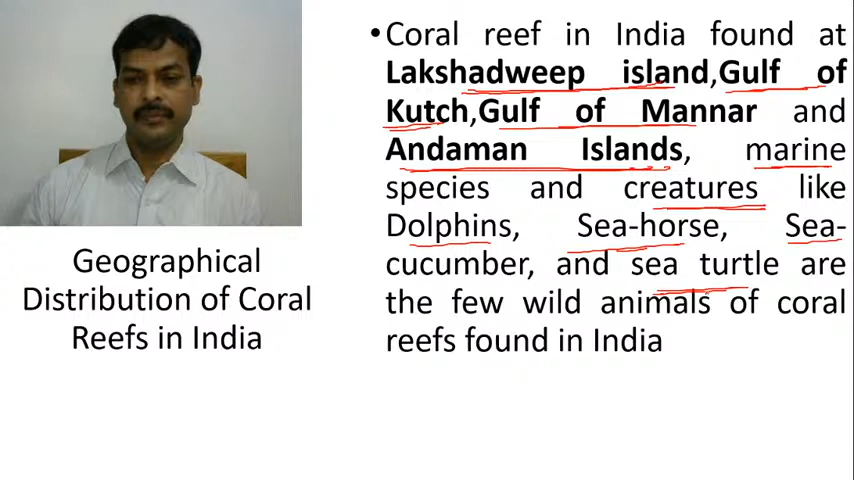 Geographical
Distribution of Coral
Reefs in India
•Coral reef in India found at
Lakshadweep island,Gulf of
Kutch,Gulf of Mannar and
Andaman Islands, marine
species and creatures like
Dolphins, Sea-horse, Sea-
cucumber, and sea turtle are
the few wild animals of coral
reefs found in India